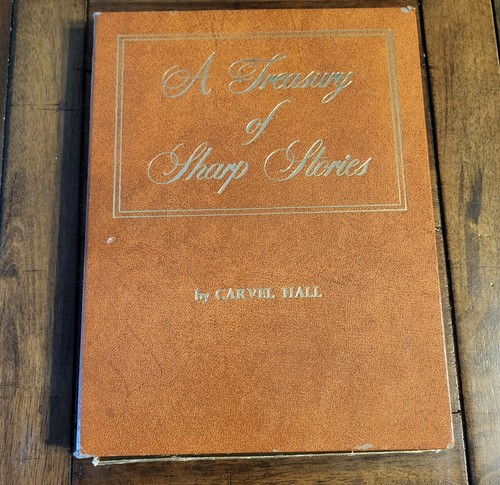 A Treasury
of
Sharp Stories
by CARVEL HALL